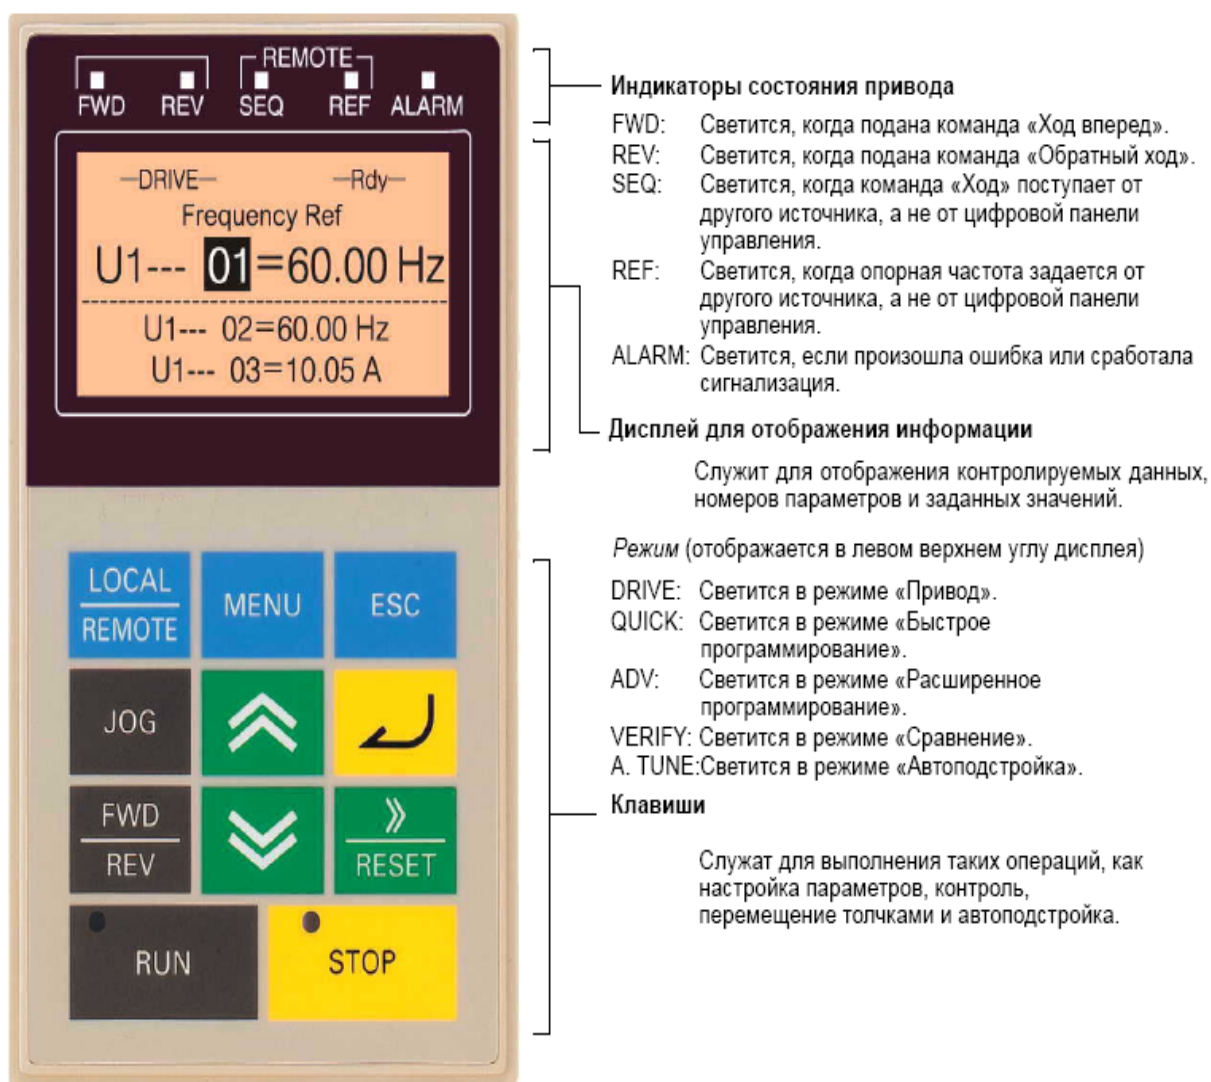 REMOTE
FWD REV SEQ REF ALARM
—DRIVE— —Rdy—
Frequency Ref
U1--- 01=60.00 Hz
U1--- 02=60.00 Hz
U1--- 03=10.05 A
LOCAL
REMOTE
MENU
ESC
JOG
FWD
REV
RESET
RUN
STOP
Индикаторы состояния привода
FWD: Светится, когда подана команда «Ход вперед».
REV: Светится, когда подана команда «Обратный ход».
SEQ: Светится, когда команда «Ход» поступает от
другого источника, а не от цифровой панели
управления.
REF: Светится, когда опорная частота задается от
другого источника, а не от цифровой панели
управления.
ALARM: Светится, если произошла ошибка или сработала
сигнализация.
Дисплей для отображения информации
Служит для отображения контролируемых данных,
номеров параметров и заданных значений.
Режим (отображается в левом верхнем углу дисплея)
DRIVE: Светится в режиме «Привод».
QUICK: Светится в режиме «Быстрое
программирование».
ADV: Светится в режиме «Расширенное
программирование».
VERIFY: Светится в режиме «Сравнение».
A. TUNE:Светится в режиме «Автоподстройка».
Клавиши
Служат для выполнения таких операций, как
настройка параметров, контроль,
перемещение толчками и автоподстройка.